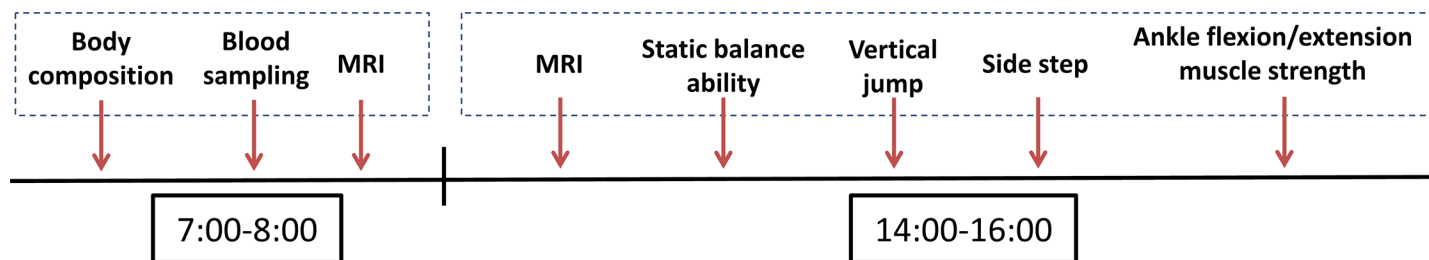 Body
composition
Blood
sampling
MRI
MRI
Static balance
ability
Vertical
jump
Side step
Ankle flexion/extension
muscle strength
7:00-8:00
14:00-16:00